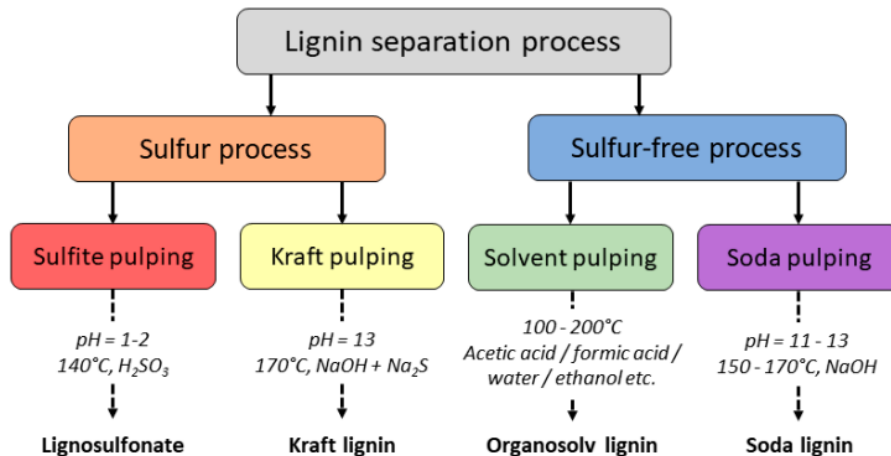 Lignin separation process
Sulfur process
Sulfur-free process
Sulfite pulping
Kraft pulping
Solvent pulping
Soda pulping
pH = 1-2
140°C, H₂SO₃
pH = 13
170°C, NaOH + Na₂S
100 - 200°C
Acetic acid / formic acid /
water / ethanol etc.
pH = 11 - 13
150 - 170°C, NaOH
Lignosulfonate
Kraft lignin
Organosolv lignin
Soda lignin